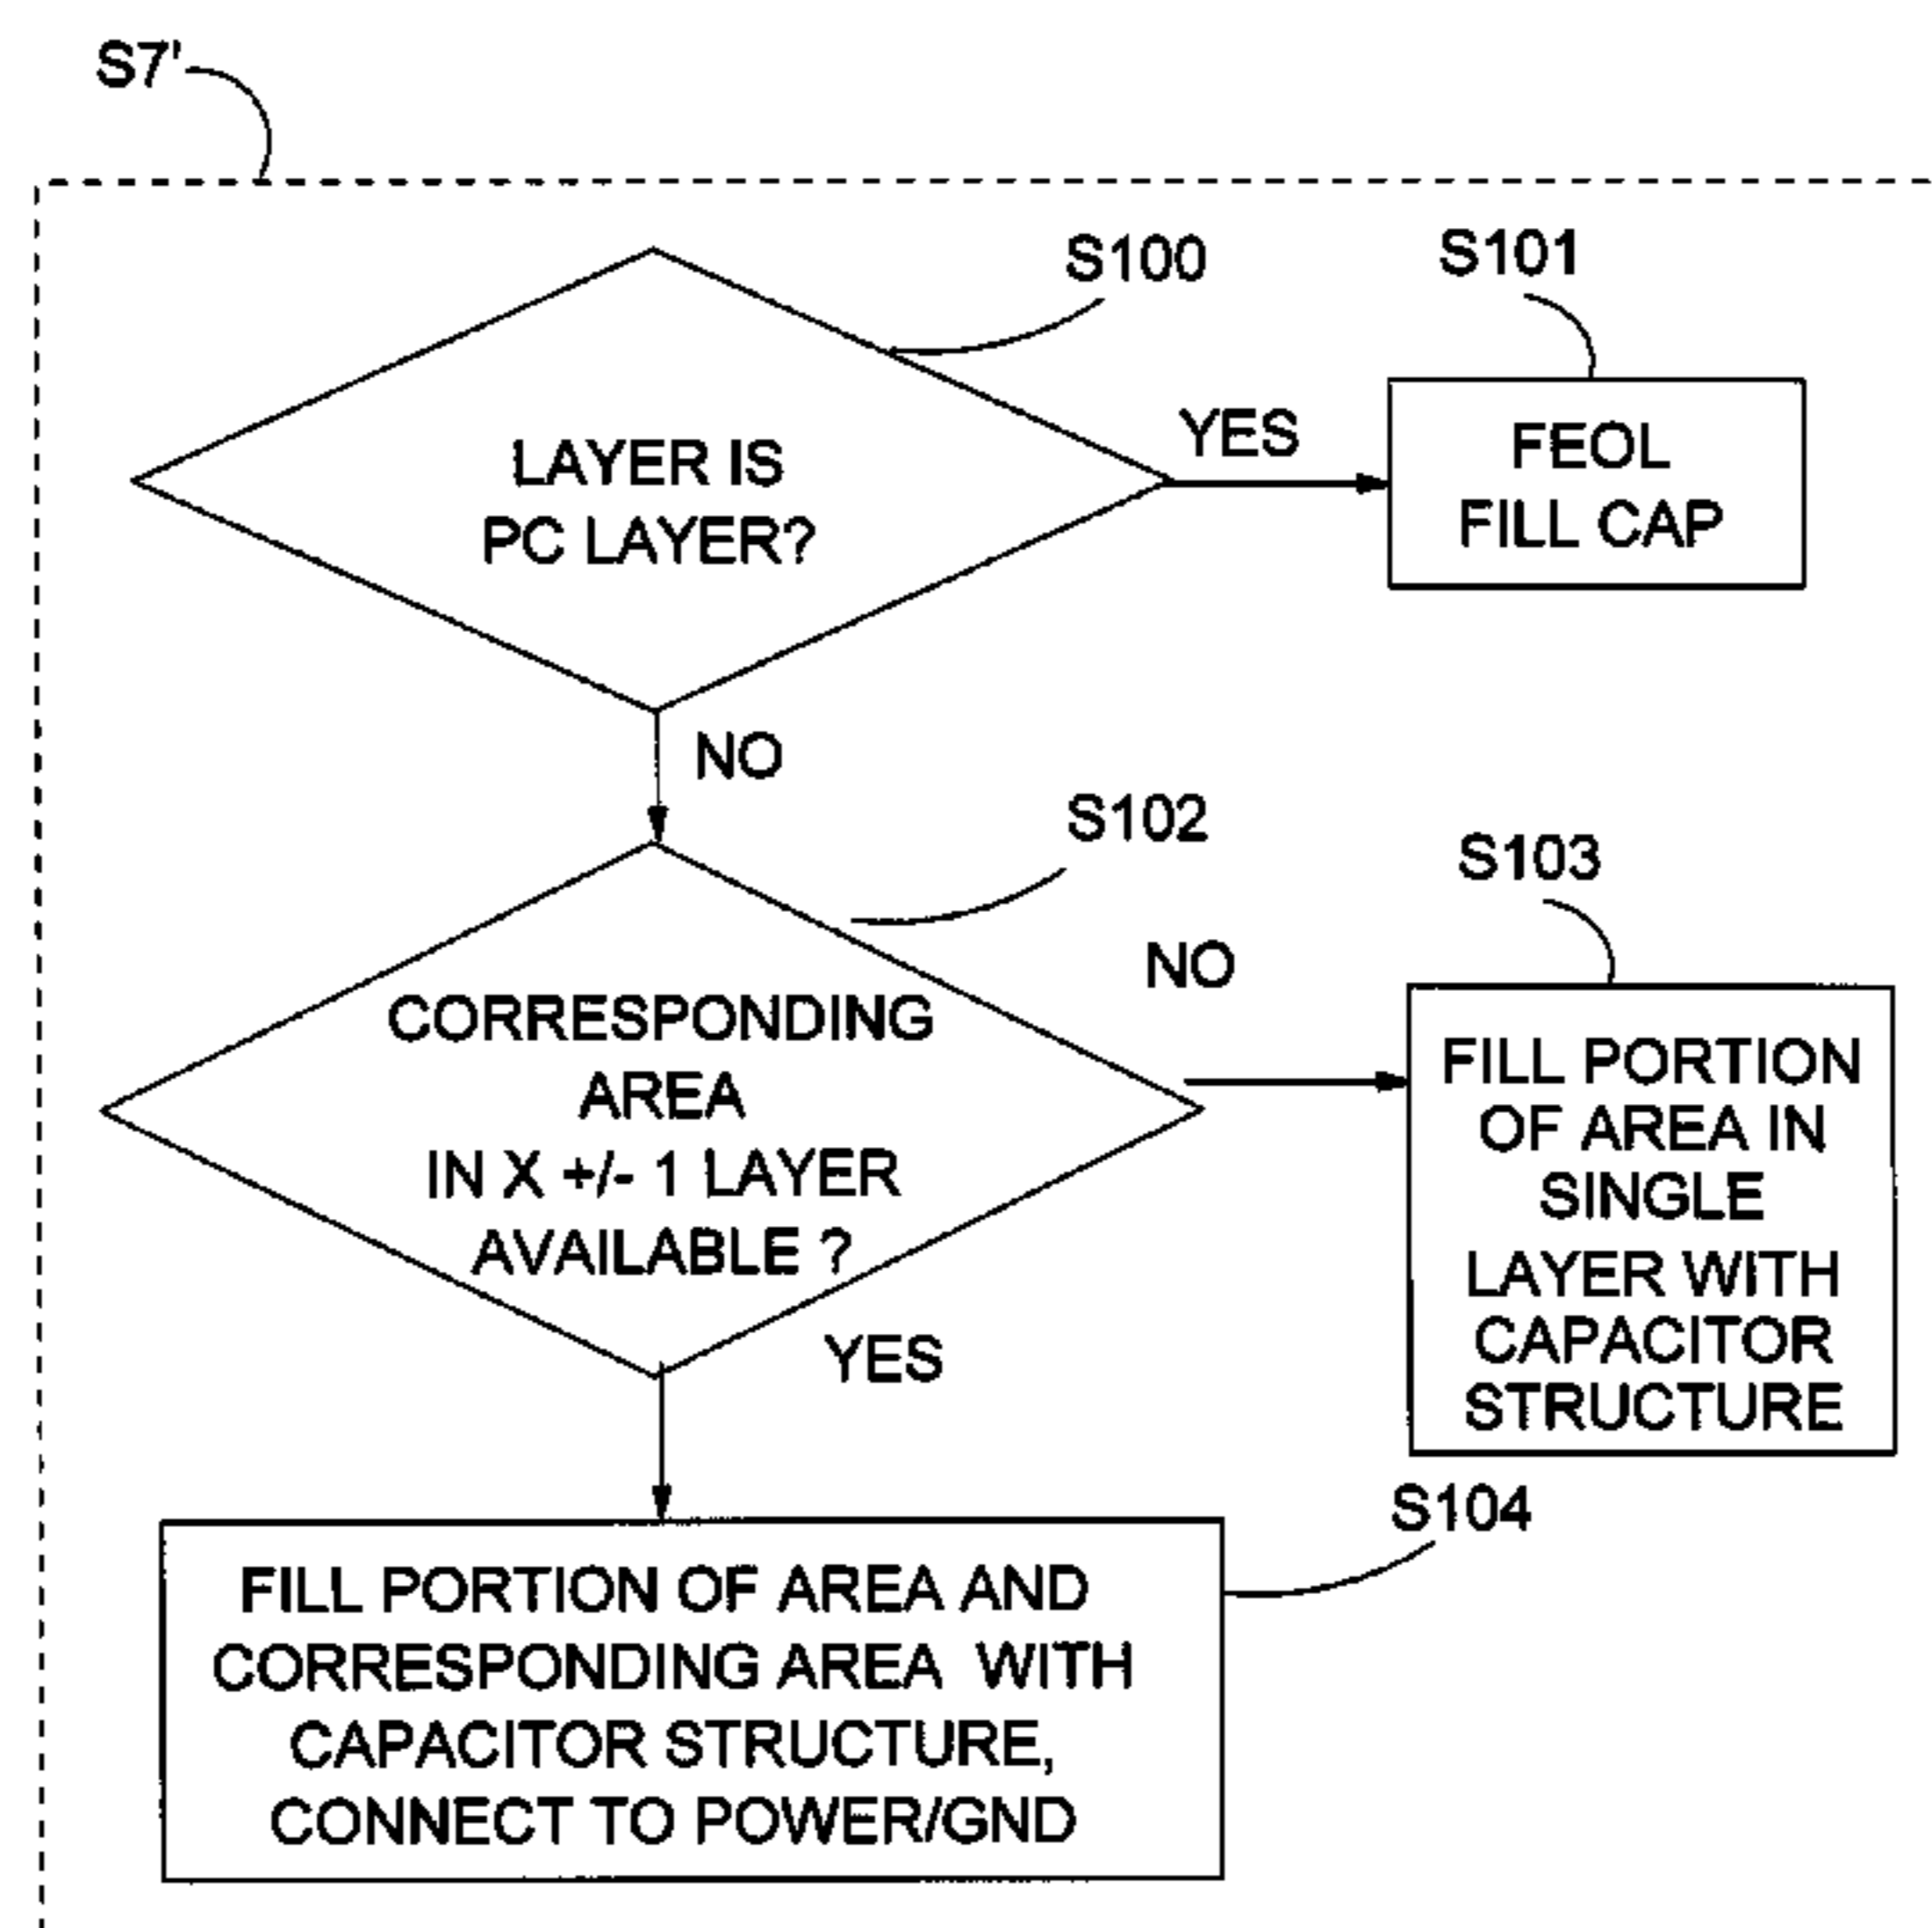 S7'
S100
S101
LAYER IS
PC LAYER?
YES
FEOL
FILL CAP
NO
S102
S103
CORRESPONDING
AREA
IN X +/- 1 LAYER
AVAILABLE ?
NO
FILL PORTION
OF AREA IN
SINGLE
LAYER WITH
CAPACITOR
STRUCTURE
YES
S104
FILL PORTION OF AREA AND
CORRESPONDING AREA WITH
CAPACITOR STRUCTURE,
CONNECT TO POWER/GND